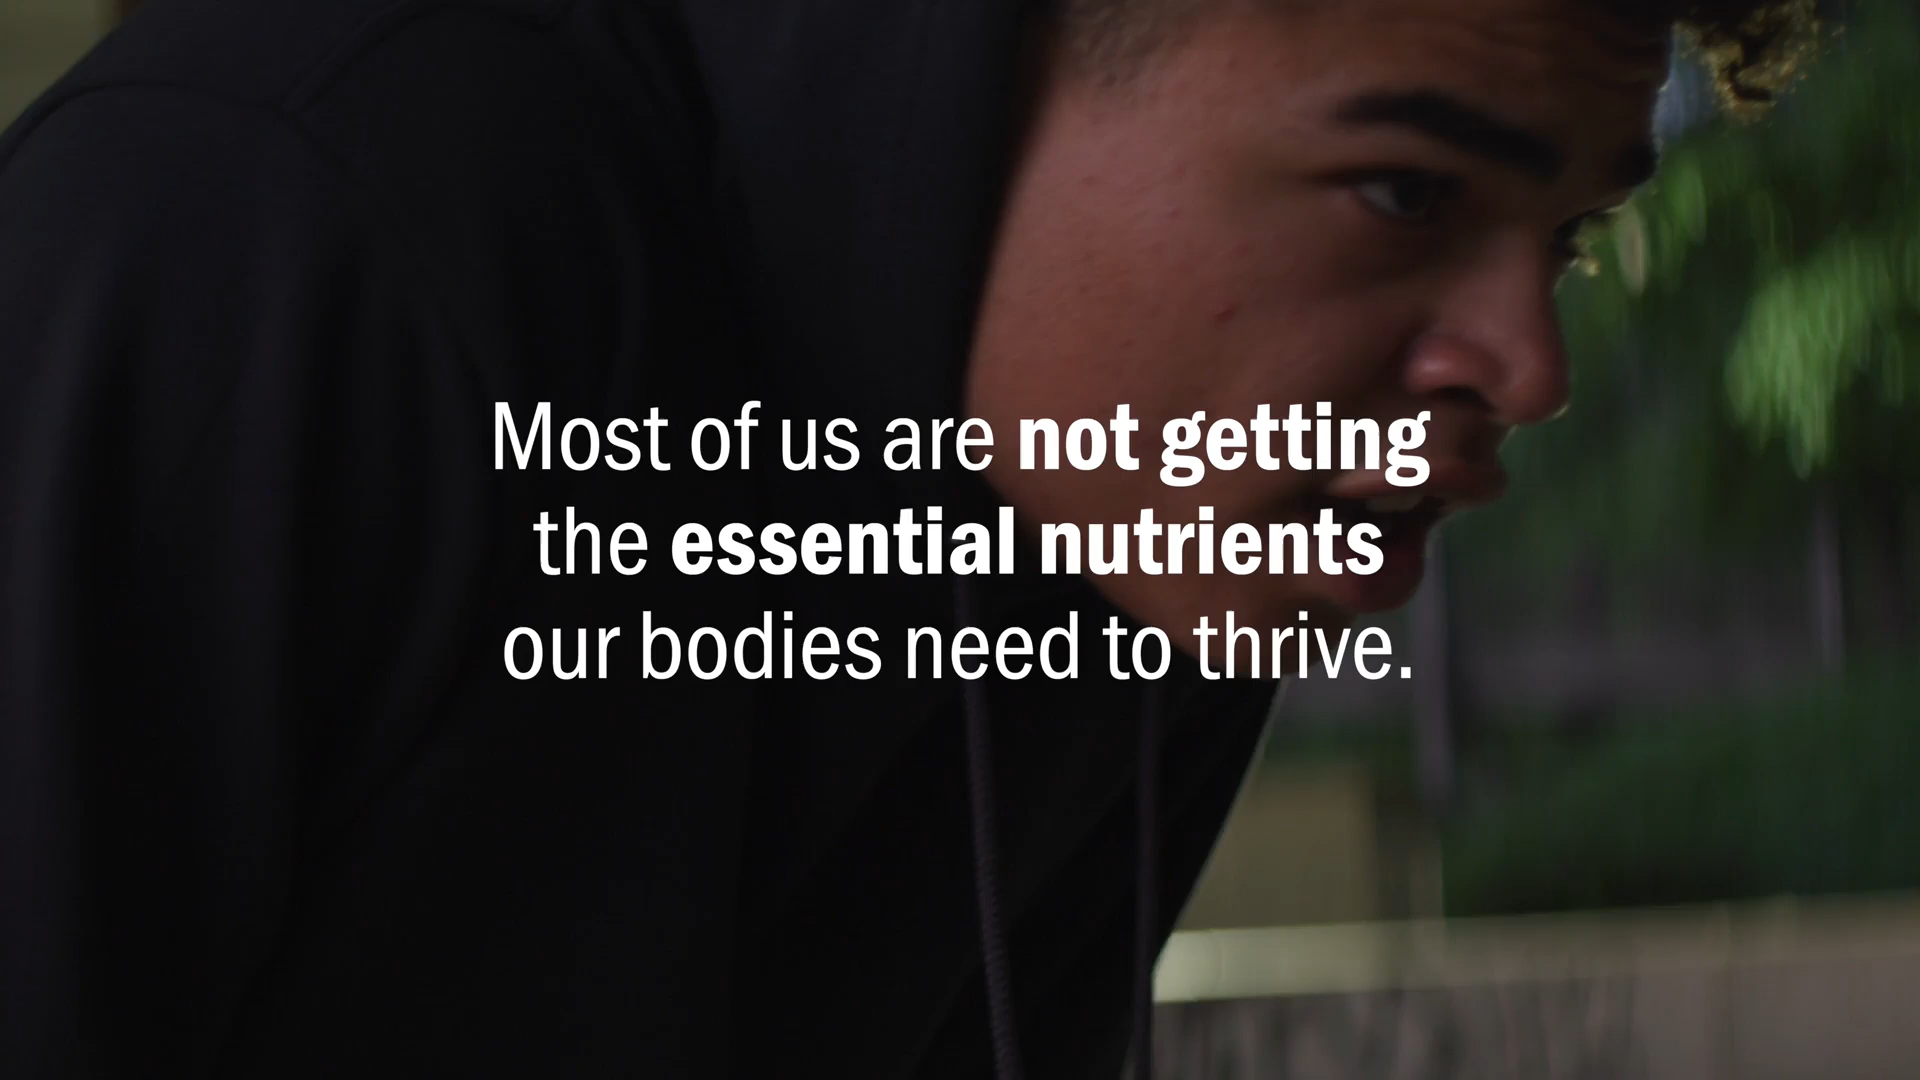 Most of us are not getting
the essential nutrients
our bodies need to thrive.